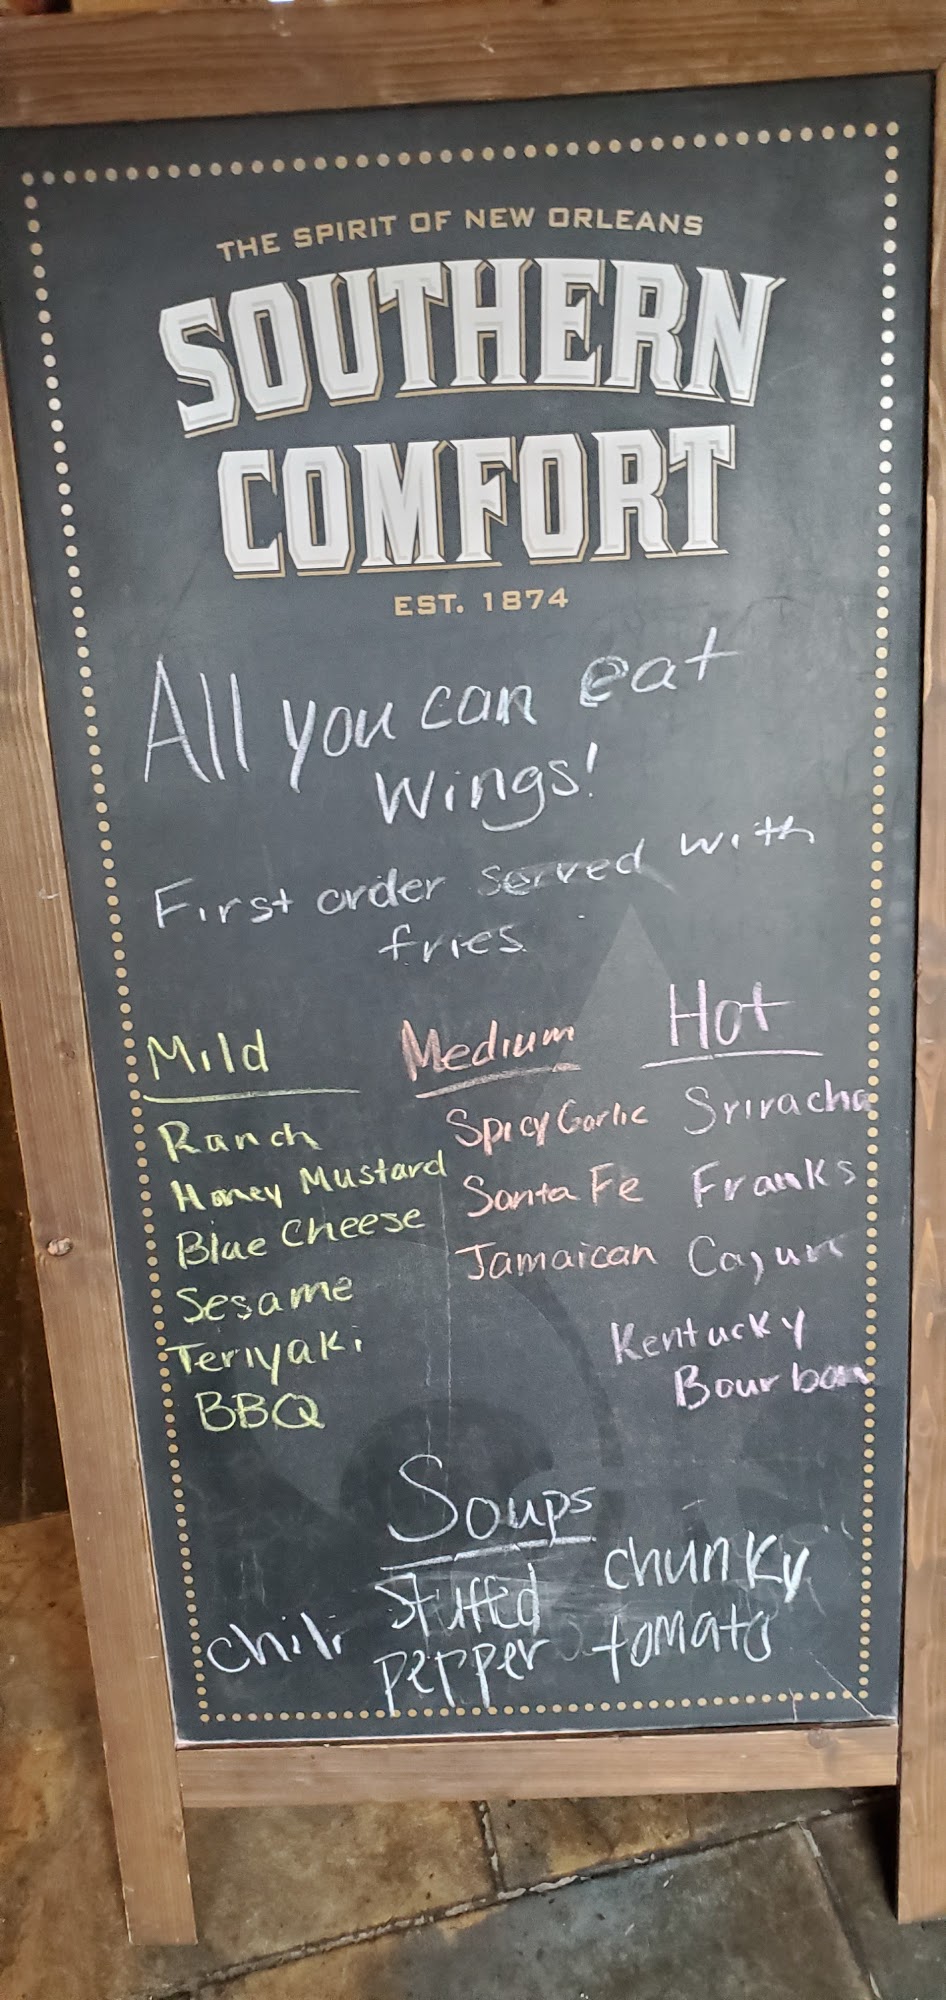 THE SPIRIT OF NEW ORLEANS
SOUTHERN
COMFORT
EST. 1874
All you can eat
Wings!
First order served with
fries
Mild
Ranch
Honey Mustard
Blue Cheese
Sesame
Teriyaki
BBQ
Medium
Spicy Garlic
Santa Fe
Jamaican
Hot
Sriracha
Franks
Cajun
Kentucky
Bourbon
Soups
Chili
Stuffed
pepper
chunky
tomato